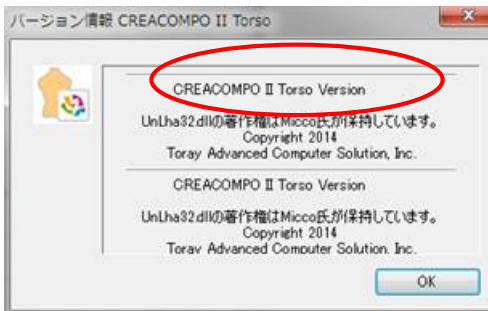 バージョン情報 CREACOMPO II Torso
CREACOMPO II Torso Version
UnLha32.dllの著作権はMicco氏が保持しています。
Copyright 2014
Toray Advanced Computer Solution, Inc.
CREACOMPO II Torso Version
UnLha32.dllの著作権はMicco氏が保持しています。
Copyright 2014
Toray Advanced Computer Solution, Inc.
OK